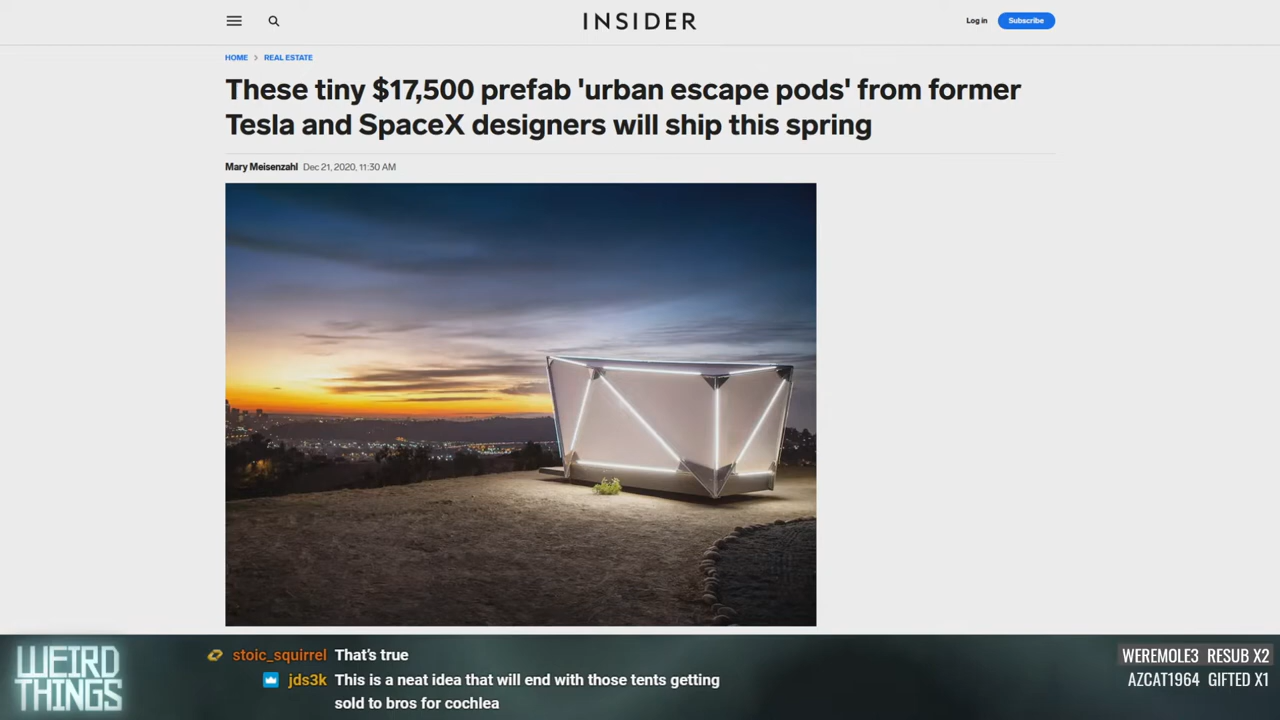 INSIDER
Log in
Subscribe
HOME > REAL ESTATE
These tiny $17,500 prefab 'urban escape pods' from former
Tesla and SpaceX designers will ship this spring
Mary Meisenzahl Dec 21, 2020, 11:30 AM
WEIRD
THINGS
stoic_squirrel That's true
jds3k This is a neat idea that will end with those tents getting
sold to bros for cochlea
WEREMOLE3 RESUB X2
AZCAT1964 GIFTED X1